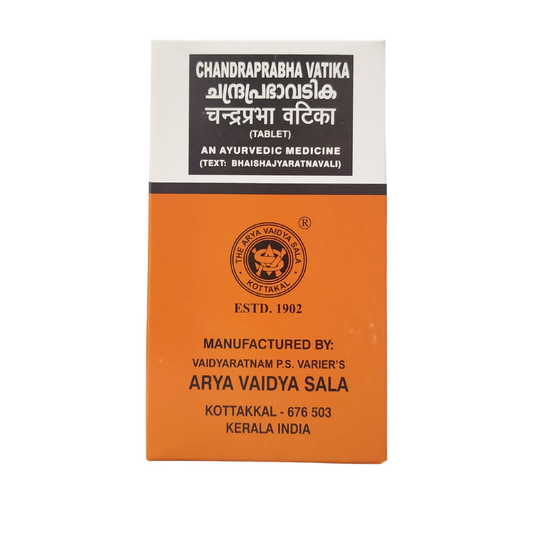 CHANDRAPRABHA VATIKA
ചന്ദ്രപ്രഭാവടിക
चन्द्रप्रभा वटिका
(TABLET)
AN AYURVEDIC MEDICINE
(TEXT: BHAISHAJYARATNAVALI)
®
THE ARYA VAIDYA SALA
KOTTAKAL
ESTD. 1902
MANUFACTURED BY:
VAIDYARATNAM P.S. VARIER'S
ARYA VAIDYA SALA
KOTTAKKAL - 676 503
KERALA INDIA